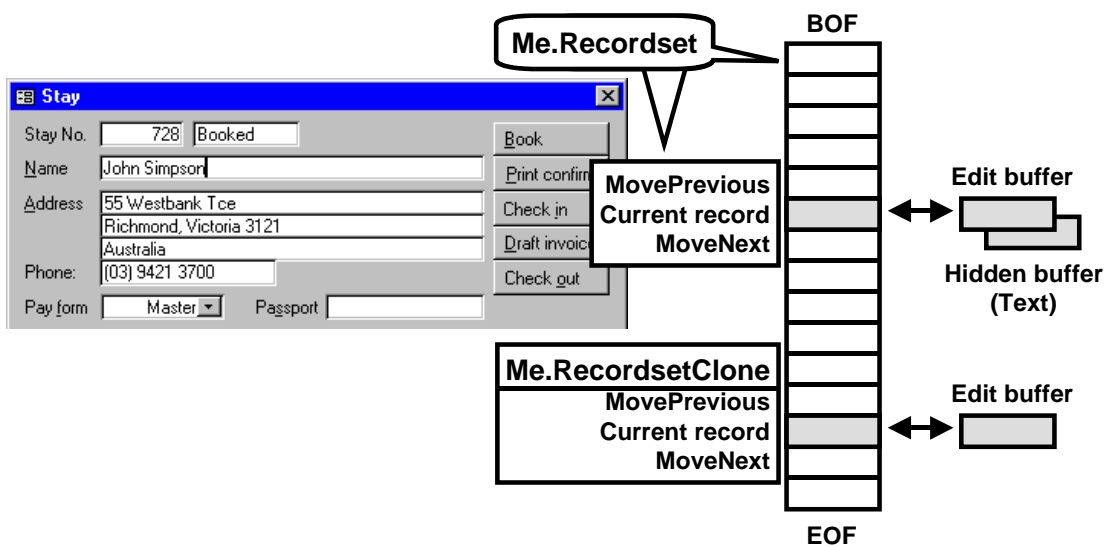 BOF
Me.Recordset
Stay
Stay No. 728 Booked
Name John Simpson
Address 55 Westbank Tce
Richmond, Victoria 3121
Australia
Phone: (03) 9421 3700
Pay form Master Passport
Book
Print confirm
Check in
Draft invoice
Check out
MovePrevious
Current record
MoveNext
Edit buffer
Hidden buffer
(Text)
Me.RecordsetClone
MovePrevious
Current record
MoveNext
Edit buffer
EOF